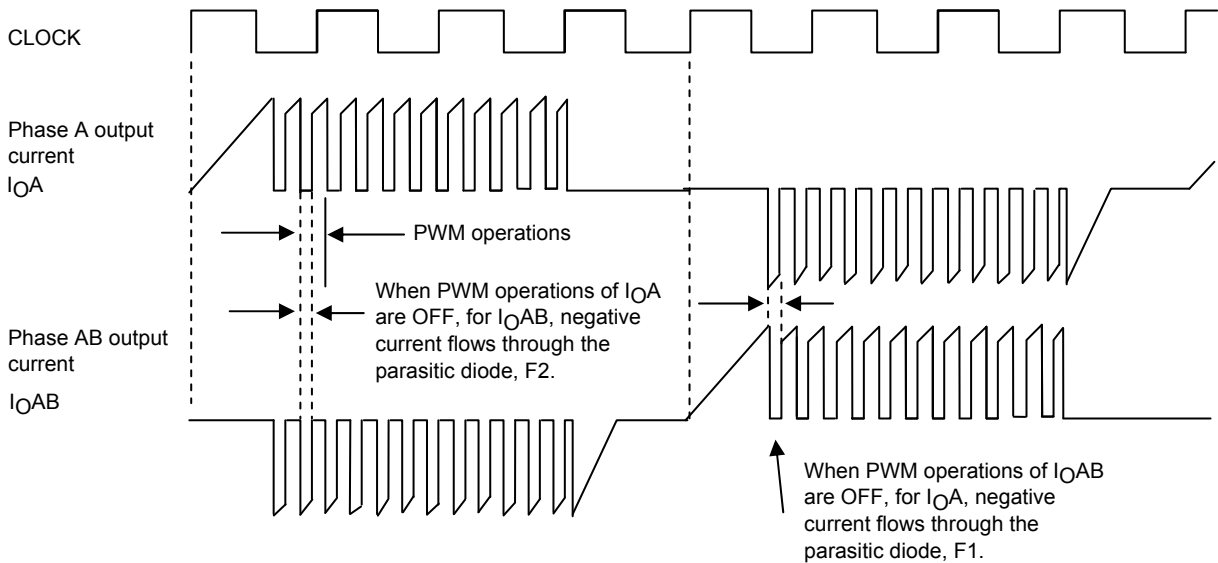 CLOCK
Phase A output
current
IOA
PWM operations
When PWM operations of IOA
are OFF, for IOAB, negative
current flows through the
parasitic diode, F2.
Phase AB output
current
IOAB
When PWM operations of IOAB
are OFF, for IOA, negative
current flows through the
parasitic diode, F1.